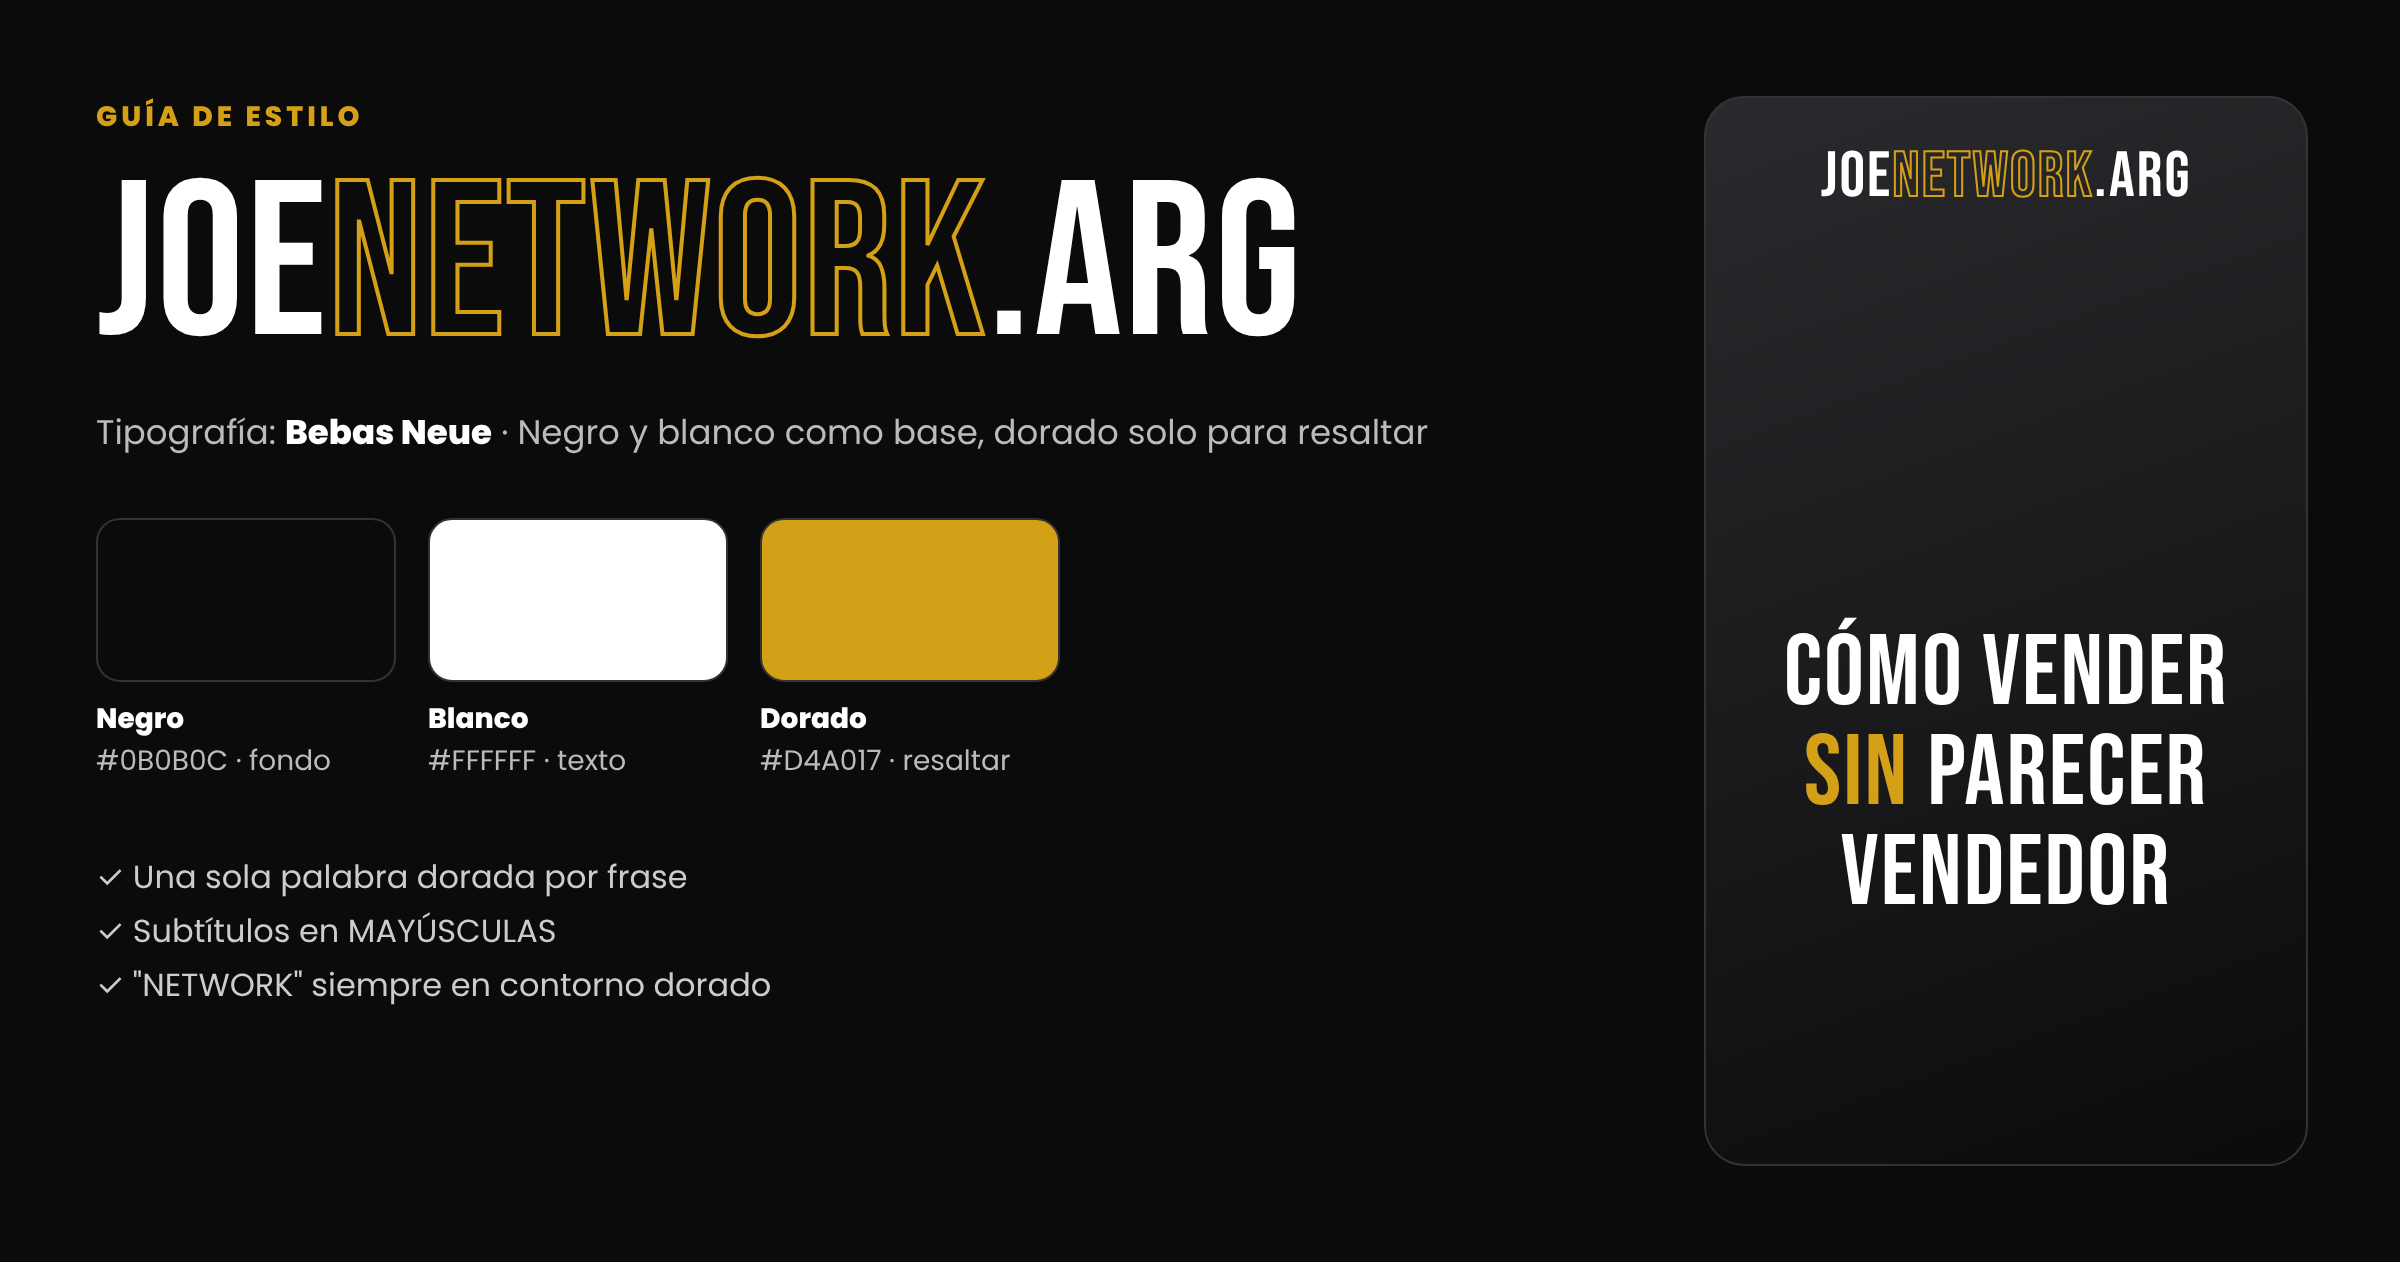 GUÍA DE ESTILO
JOENETWORK.ARG
Tipografía: Bebas Neue · Negro y blanco como base, dorado solo para resaltar
Negro
#0B0B0C · fondo
Blanco
#FFFFFF · texto
Dorado
#D4A017 · resaltar
✓ Una sola palabra dorada por frase
✓ Subtítulos en MAYÚSCULAS
✓ "NETWORK" siempre en contorno dorado
JOENETWORK.ARG
CÓMO VENDER
SIN PARECER
VENDEDOR